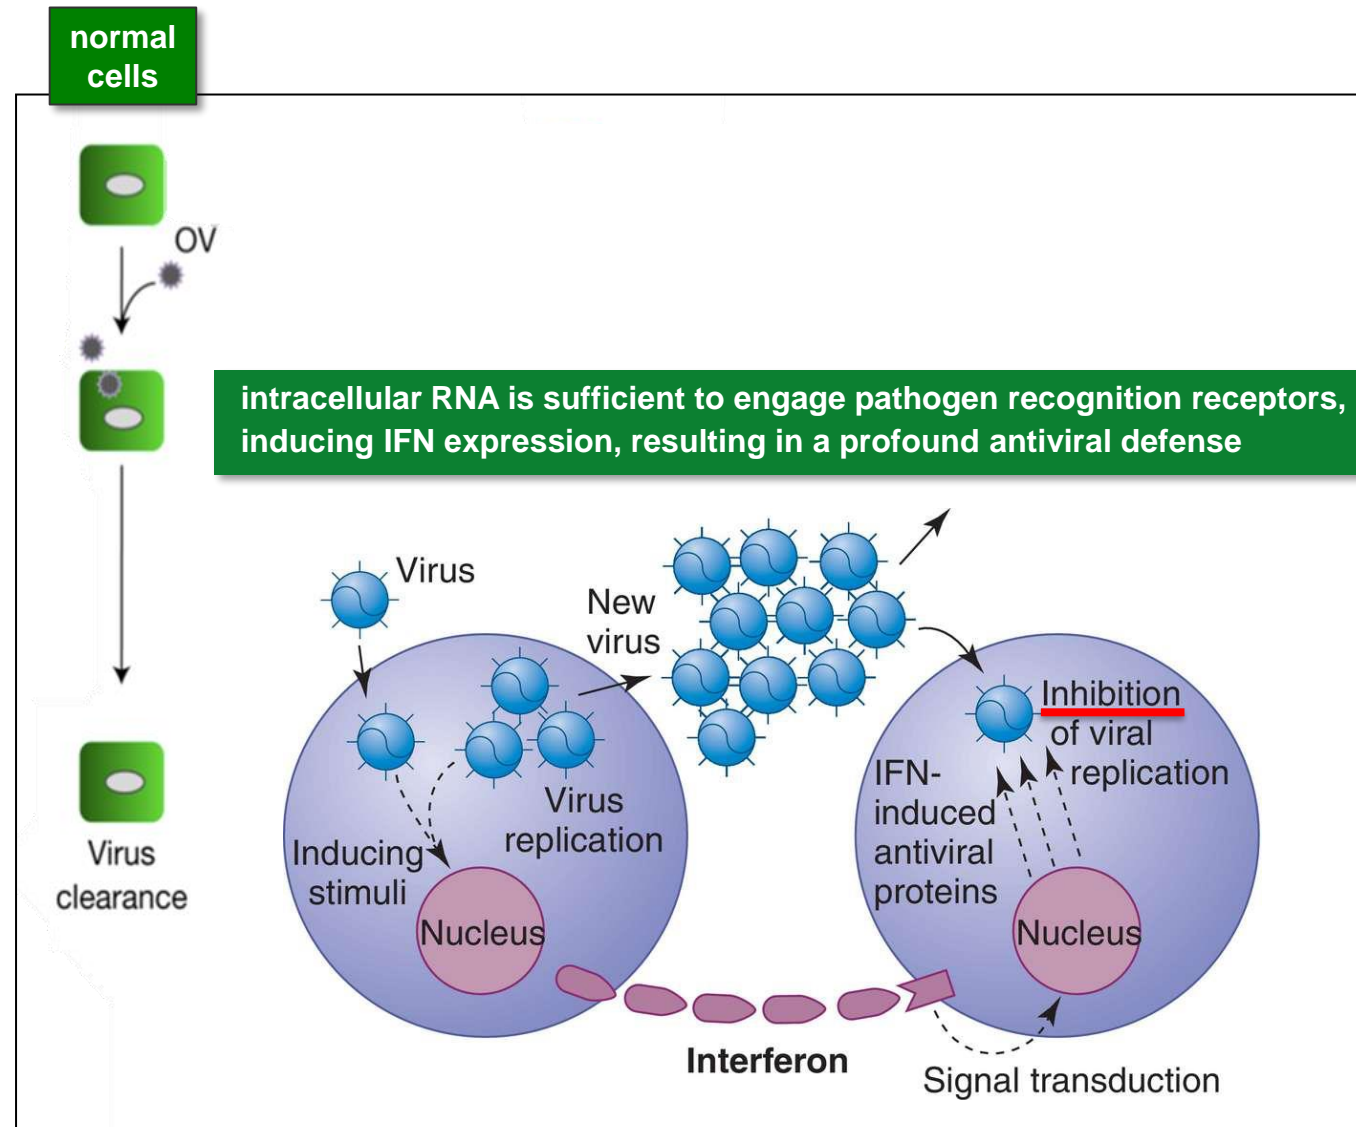 normal
cells
OV
intracellular RNA is sufficient to engage pathogen recognition receptors,
inducing IFN expression, resulting in a profound antiviral defense
Virus
clearance
Virus
New
virus
Virus
replication
Inducing
stimuli
Nucleus
Inhibition
of viral
replication
IFN-
induced
antiviral
proteins
Nucleus
Interferon
Signal transduction